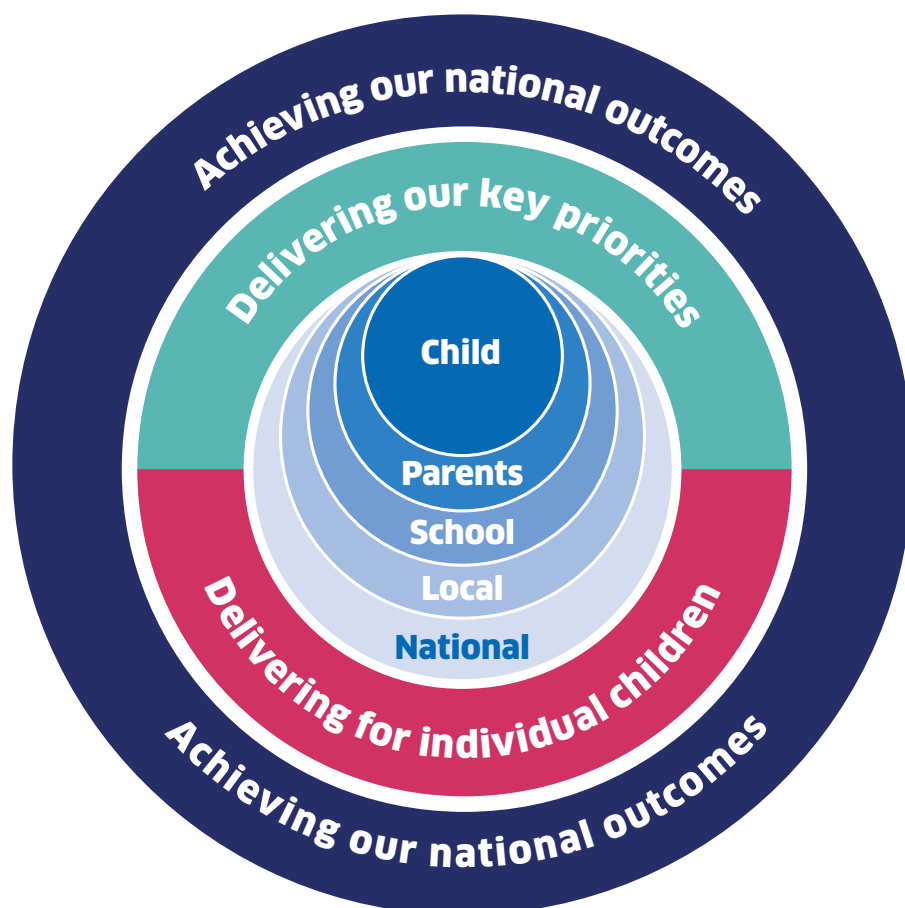 Achieving our national outcomes
Delivering our key priorities
Child
Parents
School
Local
National
Delivering for individual children
Achieving our national outcomes